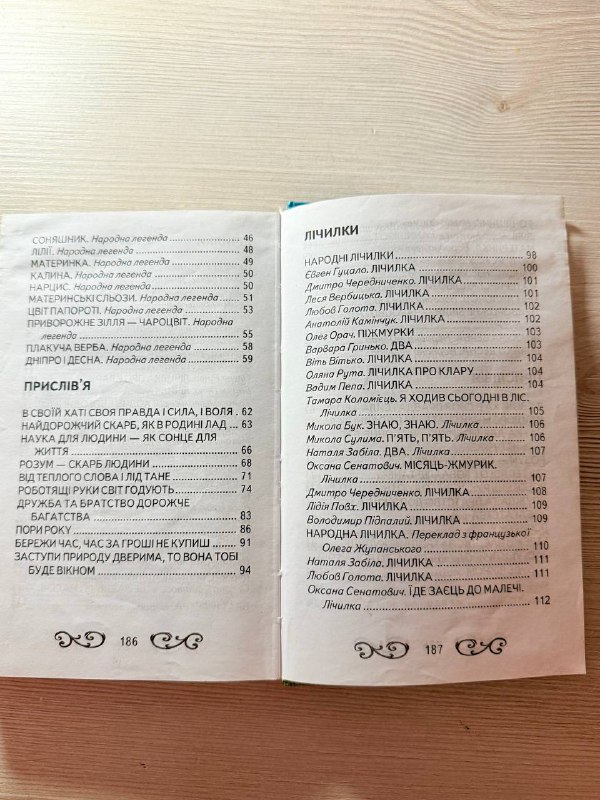 СОНЯШНИК. Народна легенда ..... 46
ЛІЛІЇ. Народна легенда ..... 48
МАТЕРИНКА. Народна легенда ..... 49
КАЛИНА. Народна легенда ..... 50
НАРЦИС. Народна легенда ..... 50
МАТЕРИНСЬКІ СЛЬОЗИ. Народна легенда ..... 51
ЦВІТ ПАПОРОТІ. Народна легенда ..... 53
ПРИВОРОЖНЕ ЗІЛЛЯ — ЧАРОЦВІТ. Народна
легенда ..... 55
ПЛАКУЧА ВЕРБА. Народна легенда ..... 58
ДНІПРО І ДЕСНА. Народна легенда ..... 59
ПРИСЛІВ'Я
В СВОЇЙ ХАТІ СВОЯ ПРАВДА І СИЛА, І ВОЛЯ . 62
НАЙДОРОЖЧИЙ СКАРБ, ЯК В РОДИНІ ЛАД ... 63
НАУКА ДЛЯ ЛЮДИНИ — ЯК СОНЦЕ ДЛЯ
ЖИТТЯ ..... 66
РОЗУМ — СКАРБ ЛЮДИНИ ..... 68
ВІД ТЕПЛОГО СЛОВА І ЛІД ТАНЕ ..... 71
РОБОТЯЩІ РУКИ СВІТ ГОДУЮТЬ ..... 74
ДРУЖБА ТА БРАТСТВО ДОРОЖЧЕ
БАГАТСТВА ..... 83
ПОРИ РОКУ ..... 86
БЕРЕЖИ ЧАС, ЧАС ЗА ГРОШІ НЕ КУПИШ ..... 91
ЗАСТУПИ ПРИРОДУ ДВЕРИМА, ТО ВОНА ТОБІ
БУДЕ ВІКНОМ ..... 94
186
ЛІЧИЛКИ
НАРОДНІ ЛІЧИЛКИ ..... 98
Євген Гуцало. ЛІЧИЛКА ..... 100
Дмитро Чередниченко. ЛІЧИЛКА ..... 101
Леся Вербицька. ЛІЧИЛКА ..... 101
Любов Голота. ЛІЧИЛКА ..... 102
Анатолій Камінчук. ЛІЧИЛКА ..... 102
Олег Орач. ПІЖМУРКИ ..... 103
Варвара Гринько. ДВА ..... 103
Віть Вітько. ЛІЧИЛКА ..... 104
Оляна Рута. ЛІЧИЛКА ПРО КЛАРУ ..... 104
Вадим Пепа. ЛІЧИЛКА ..... 104
Тамара Коломієць. Я ХОДИВ СЬОГОДНІ В ЛІС.
Лічилка ..... 105
Микола Бук. ЗНАЮ, ЗНАЮ. Лічилка ..... 106
Микола Сулима. П'ЯТЬ, П'ЯТЬ. Лічилка ..... 106
Наталя Забіла. ДВА. Лічилка ..... 107
Оксана Сенатович. МІСЯЦЬ-ЖМУРИК.
Лічилка ..... 107
Дмитро Чередниченко. ЛІЧИЛКА ..... 108
Лідія Повх. ЛІЧИЛКА ..... 109
Володимир Підпалий. ЛІЧИЛКА ..... 109
НАРОДНА ЛІЧИЛКА. Переклад з французької
Олега Жупанського ..... 110
Наталя Забіла. ЛІЧИЛКА ..... 111
Любов Голота. ЛІЧИЛКА ..... 111
Оксана Сенатович. ЇДЕ ЗАЄЦЬ ДО МАЛЕЧІ.
Лічилка ..... 112
187